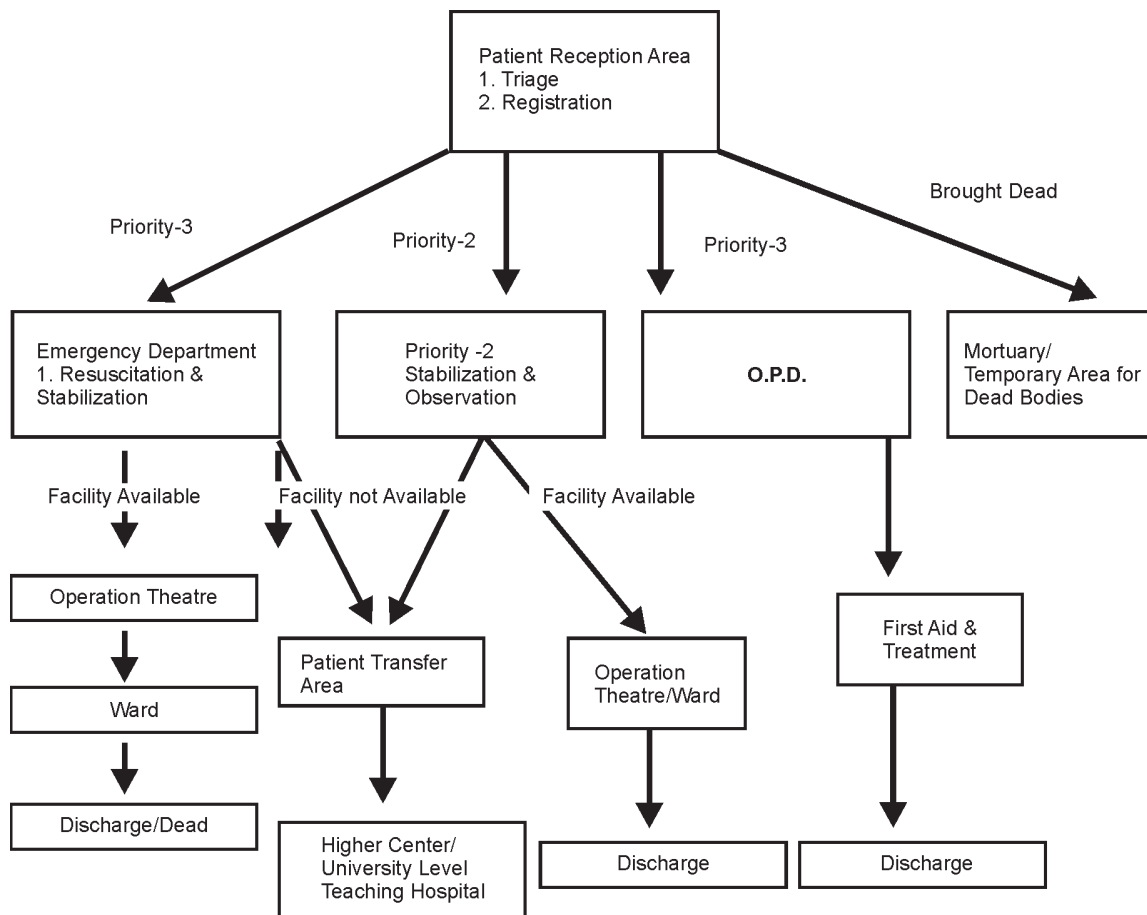 Patient Reception Area
1. Triage
2. Registration
Brought Dead
Priority-3
Priority-2
Priority-3
Emergency Department
1. Resuscitation &
Stabilization
Priority -2
Stabilization &
Observation
O.P.D.
Mortuary/
Temporary Area for
Dead Bodies
Facility Available
Facility not Available
Facility Available
Operation Theatre
Ward
Discharge/Dead
Patient Transfer
Area
Higher Center/
University Level
Teaching Hospital
Operation
Theatre/Ward
Discharge
First Aid &
Treatment
Discharge